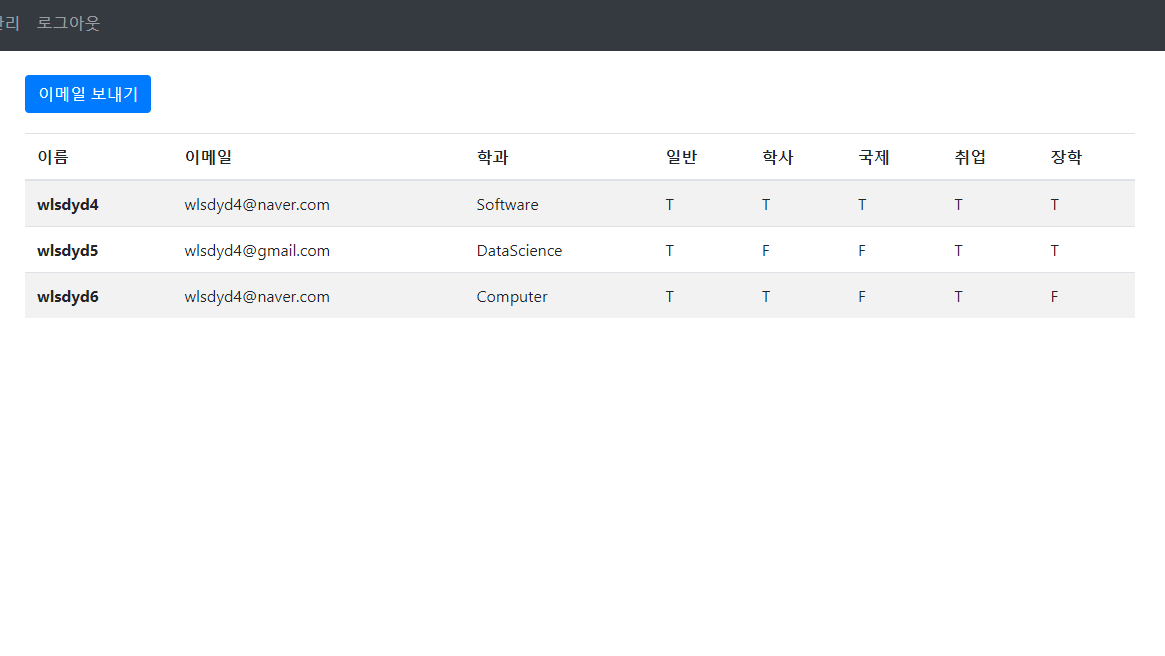 로그아웃
이메일 보내기
이름 이메일 학과 일반 학사 국제 취업 장학
wlsdyd4 wlsdyd4@naver.com Software T T T T T
wlsdyd5 wlsdyd4@gmail.com DataScience T F F T T
wlsdyd6 wlsdyd4@naver.com Computer T T F T F